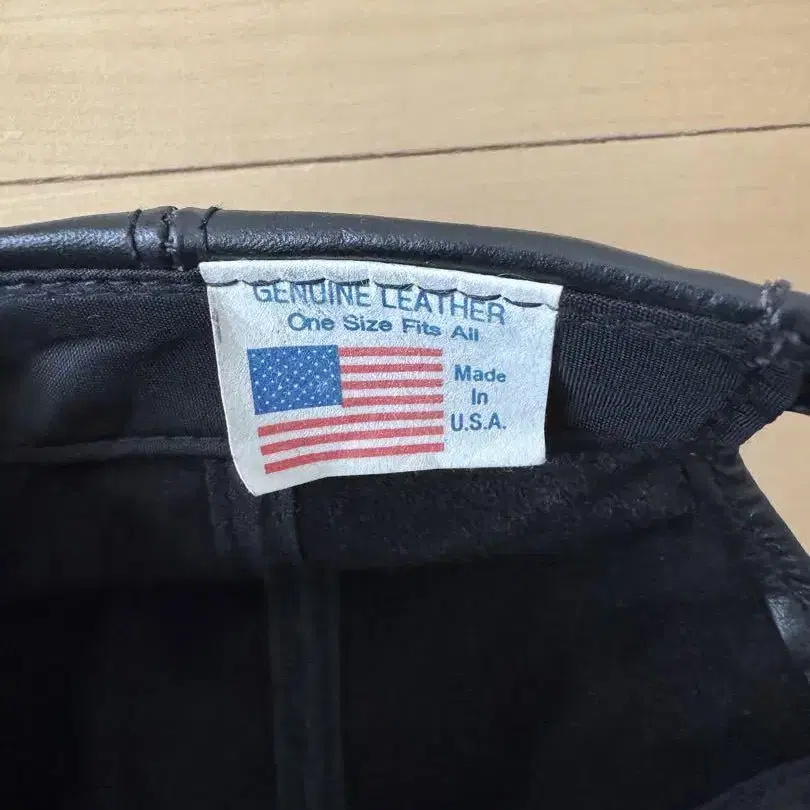 GENUINE LEATHER
One Size Fits All
Made
In
U.S.A.